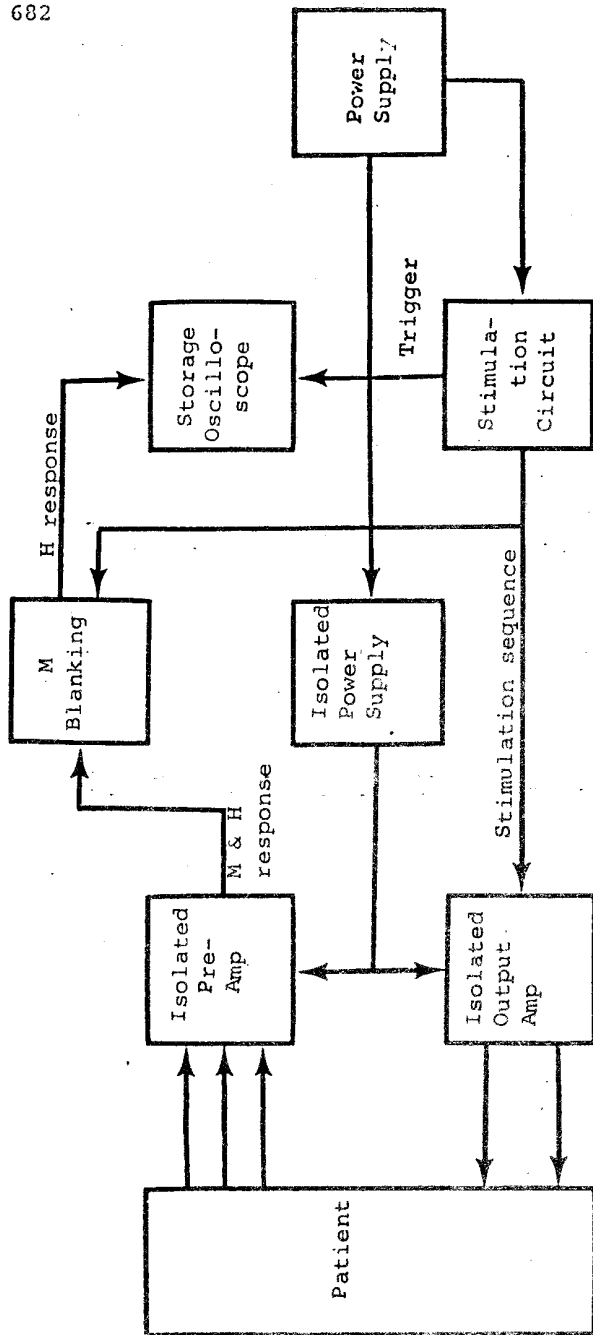 682
Patient
Isolated
Pre-
Amp
M & H
response
M
Blanking
H response
Storage
Oscillo-
scope
Isolated
Power
Supply
Power
Supply
Trigger
Isolated
Output
Amp
Stimulation sequence
Stimula-
tion
Circuit